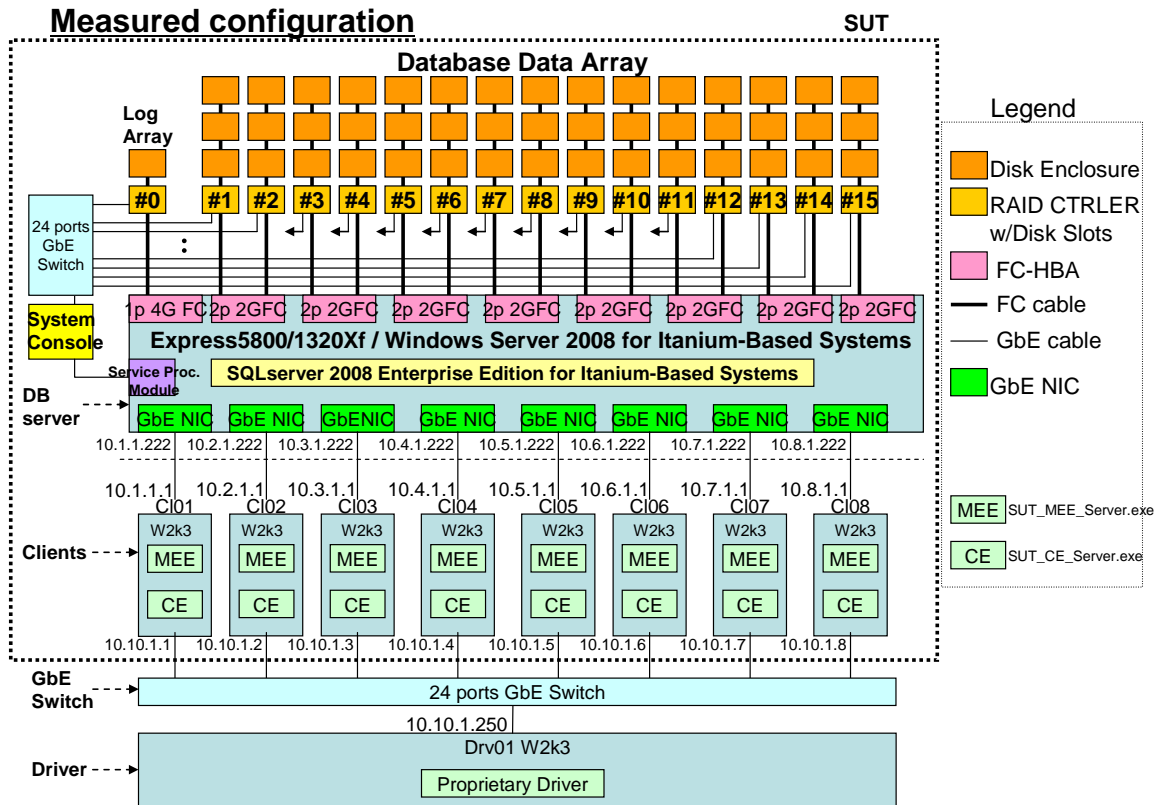 Measured configuration
SUT
Database Data Array
Legend
Log
Array
Disk Enclosure
#0 #1 #2 #3 #4 #5 #6 #7 #8 #9 #10 #11 #12 #13 #14 #15
RAID CTRLER
w/Disk Slots
24 ports
GbE
Switch
:
FC-HBA
1p 4G FC 2p 2GFC 2p 2GFC 2p 2GFC 2p 2GFC 2p 2GFC 2p 2GFC 2p 2GFC 2p 2GFC
FC cable
System
Console
Express5800/1320Xf / Windows Server 2008 for Itanium-Based Systems
GbE cable
Service Proc.
Module
SQLserver 2008 Enterprise Edition for Itanium-Based Systems
GbE NIC
DB
server
GbE NIC GbE NIC GbENIC GbE NIC GbE NIC GbE NIC GbE NIC GbE NIC
10.1.1.222 10.2.1.222 10.3.1.222 10.4.1.222 10.5.1.222 10.6.1.222 10.7.1.222 10.8.1.222
10.1.1.1 10.2.1.1 10.3.1.1 10.4.1.1 10.5.1.1 10.6.1.1 10.7.1.1 10.8.1.1
Cl01 Cl02 Cl03 Cl04 Cl05 Cl06 Cl07 Cl08
W2k3 W2k3 W2k3 W2k3 W2k3 W2k3 W2k3 W2k3
MEE SUT_MEE_Server.exe
Clients
MEE MEE MEE MEE MEE MEE MEE MEE
CE SUT_CE_Server.exe
CE CE CE CE CE CE CE CE
10.10.1.1 10.10.1.2 10.10.1.3 10.10.1.4 10.10.1.5 10.10.1.6 10.10.1.7 10.10.1.8
GbE
Switch
24 ports GbE Switch
10.10.1.250
Drv01 W2k3
Driver
Proprietary Driver